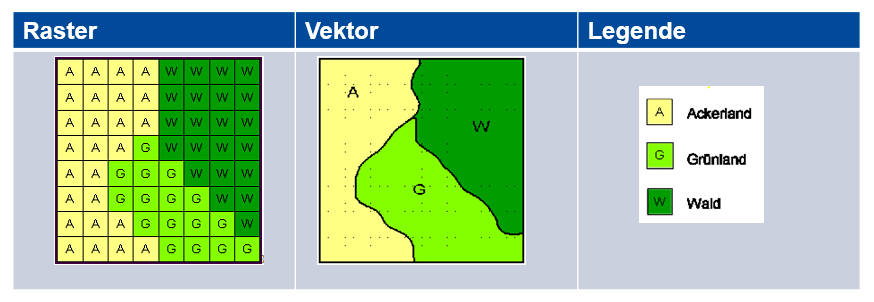 Raster Vektor Legende
A A A A W W W W
A A A A W W W W
A A A A W W W W
A A A G W W W W
A A G G G W W W
A A G G G G W W
A A A G G G G W
A A A A G G G G
A
W
G
A Ackerland
G Grünland
W Wald